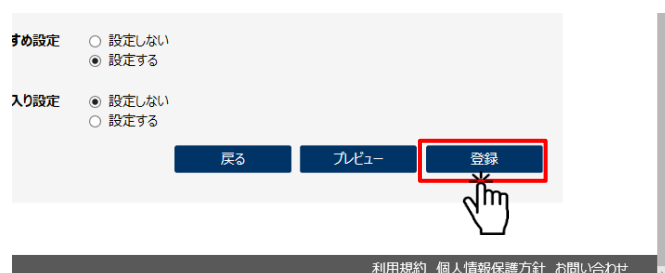 すめ設定 設定しない
設定する
入り設定 設定しない
設定する
戻る プレビュー 登録
利用規約 個人情報保護方針 お問い合わせ